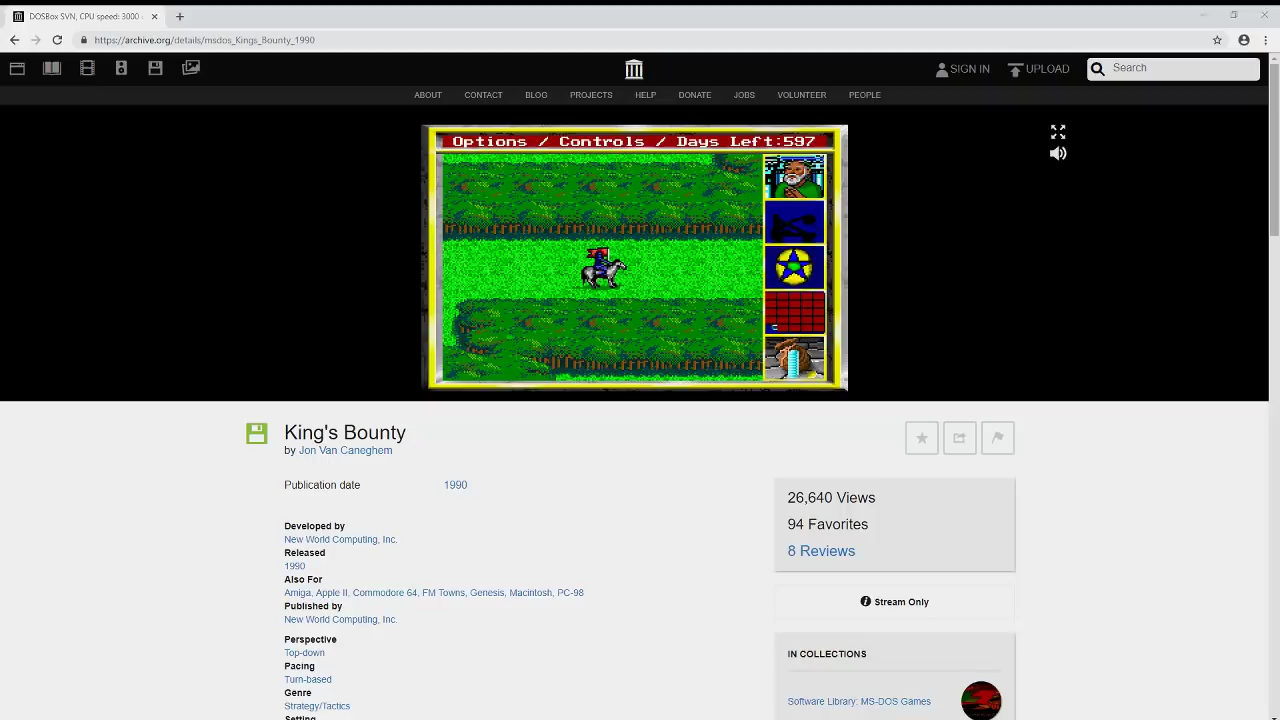 DOSBox SVN, CPU speed: 3000
https://archive.org/details/msdos_Kings_Bounty_1990
SIGN IN
UPLOAD
Search
ABOUT
CONTACT
BLOG
PROJECTS
HELP
DONATE
JOBS
VOLUNTEER
PEOPLE
Options / Controls / Days Left:597
King's Bounty
by Jon Van Caneghem
Publication date 1990
26,640 Views
94 Favorites
8 Reviews
Developed by
New World Computing, Inc.
Released
1990
Also For
Amiga, Apple II, Commodore 64, FM Towns, Genesis, Macintosh, PC-98
Published by
New World Computing, Inc.
Stream Only
Perspective
Top-down
Pacing
Turn-based
Genre
Strategy/Tactics
Setting
IN COLLECTIONS
Software Library: MS-DOS Games